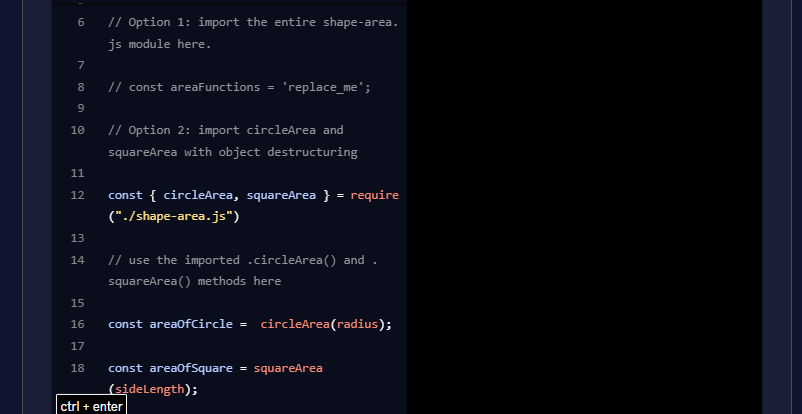 6 // Option 1: import the entire shape-area.
js module here.
7
8 // const areaFunctions = 'replace_me';
9
10 // Option 2: import circleArea and
squareArea with object destructuring
11
12 const { circleArea, squareArea } = require
("./shape-area.js")
13
14 // use the imported .circleArea() and .
squareArea() methods here
15
16 const areaOfCircle =  circleArea(radius);
17
18 const areaOfSquare = squareArea
(sideLength);
ctrl + enter